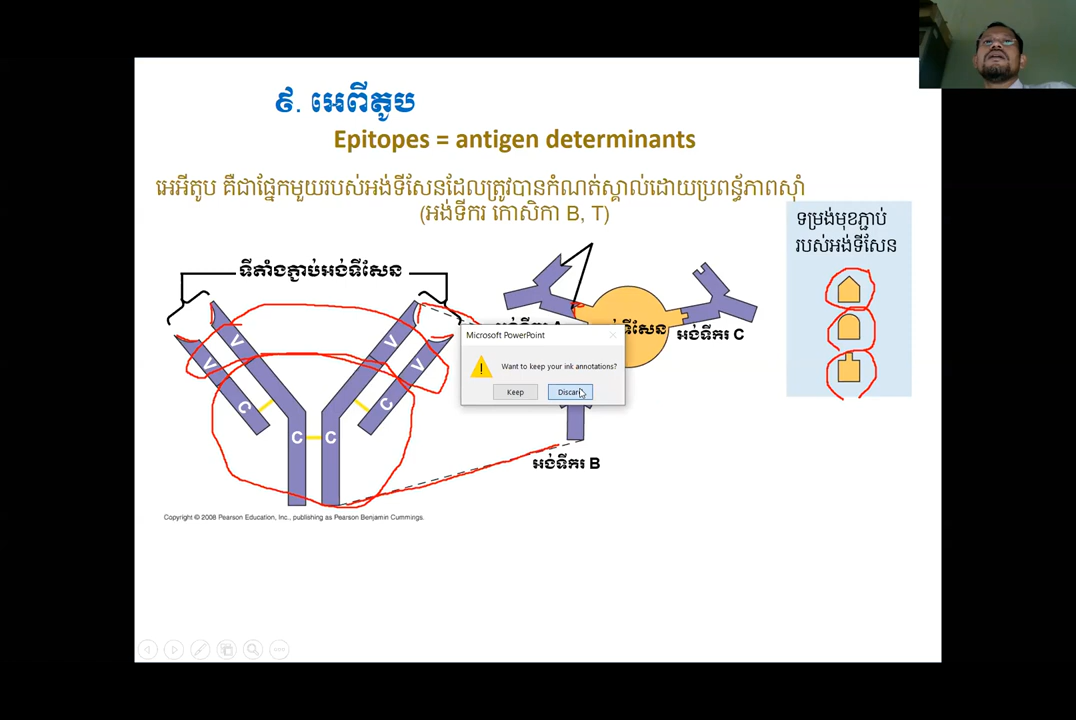 ៩. អេពីតូប
Epitopes = antigen determinants
អេអីតូប គឺជាផ្នែកមួយរបស់អង់ទីសែនដែលត្រូវបានកំណត់ស្គាល់ដោយប្រពន្ធ័ភាពស៊ាំ
(អង់ទីករ កោសិកា B, T)
ទម្រង់មុខភ្ជាប់
របស់អង់ទីសែន
ទីតាំងភ្ជាប់អង់ទីសែន
អង់ទីករ C
V
V
V
V
C
C
C
C
Microsoft PowerPoint
Want to keep your ink annotations?
Keep
Discard
អង់ទីករ B
Copyright © 2008 Pearson Education, Inc., publishing as Pearson Benjamin Cummings.